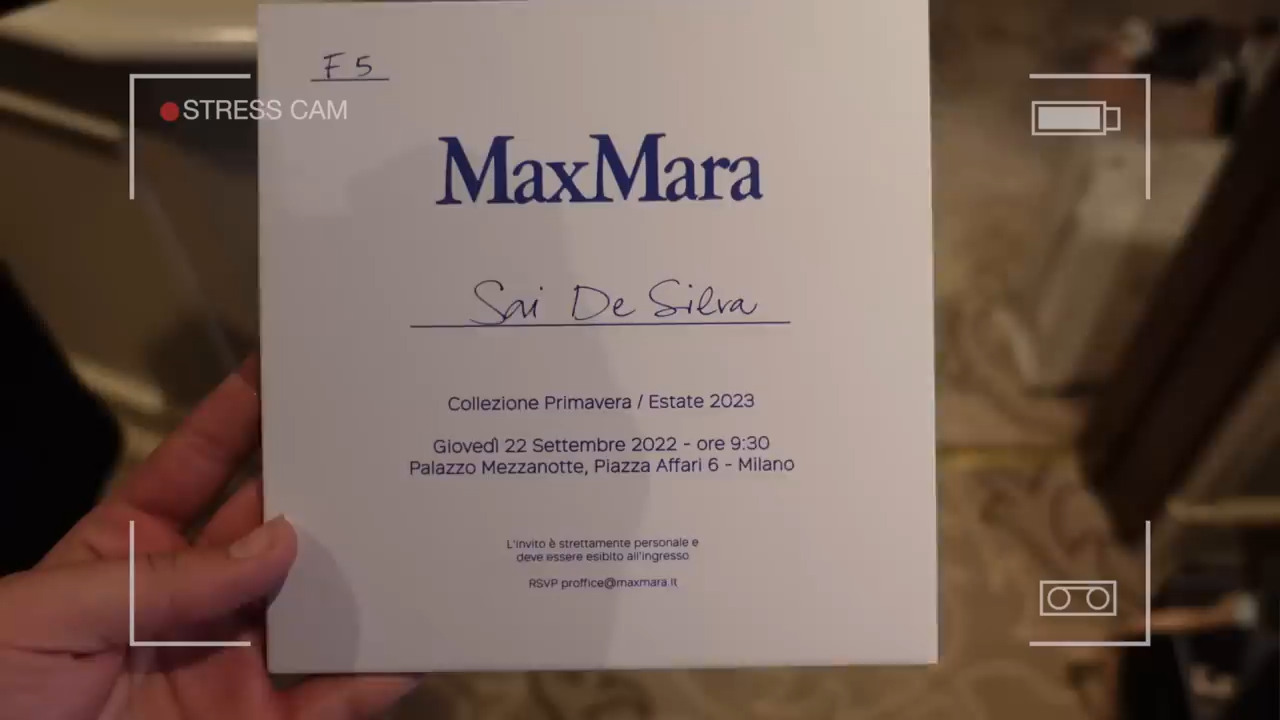 F 5
STRESS CAM
MaxMara
Sai De Silva
Collezione Primavera / Estate 2023
Giovedì 22 Settembre 2022 - ore 9:30
Palazzo Mezzanotte, Piazza Affari 6 - Milano
L'invito è strettamente personale e
deve essere esibito all'ingresso
RSVP proffice@maxmara.it